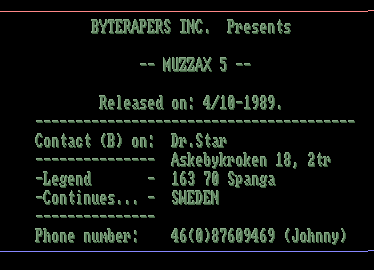 BYTERAPERS INC.  Presents
-- MUZZAX 5 --
Released on: 4/10-1989.
----------------------------------------
Contact (B) on:  Dr.Star
---------------  Askebykroken 18, 2tr
-Legend       -  163 70 Spanga
-Continues... -  SWEDEN
---------------
Phone number:    46(0)87609469 (Johnny)